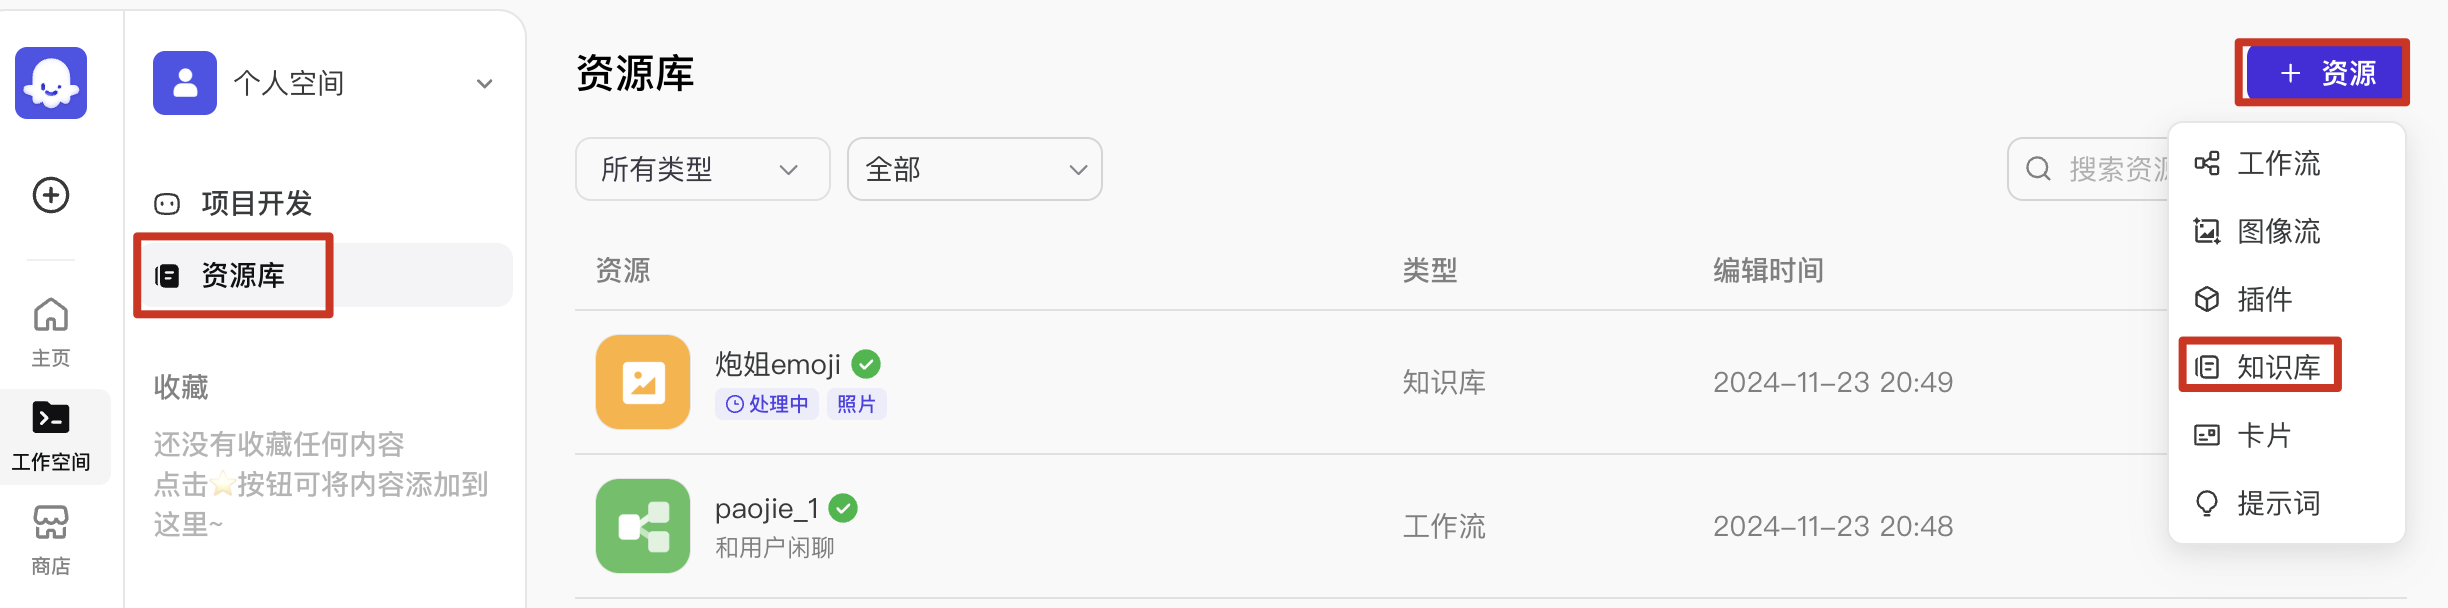 主页
工作空间
商店
个人空间
项目开发
资源库
收藏
还没有收藏任何内容
点击⭐按钮可将内容添加到
这里~
资源库
+ 资源
所有类型
全部
搜索资源
资源 类型 编辑时间
炮姐emoji
处理中 照片
知识库
2024-11-23 20:49
paojie_1
和用户闲聊
工作流
2024-11-23 20:48
工作流
图像流
插件
知识库
卡片
提示词